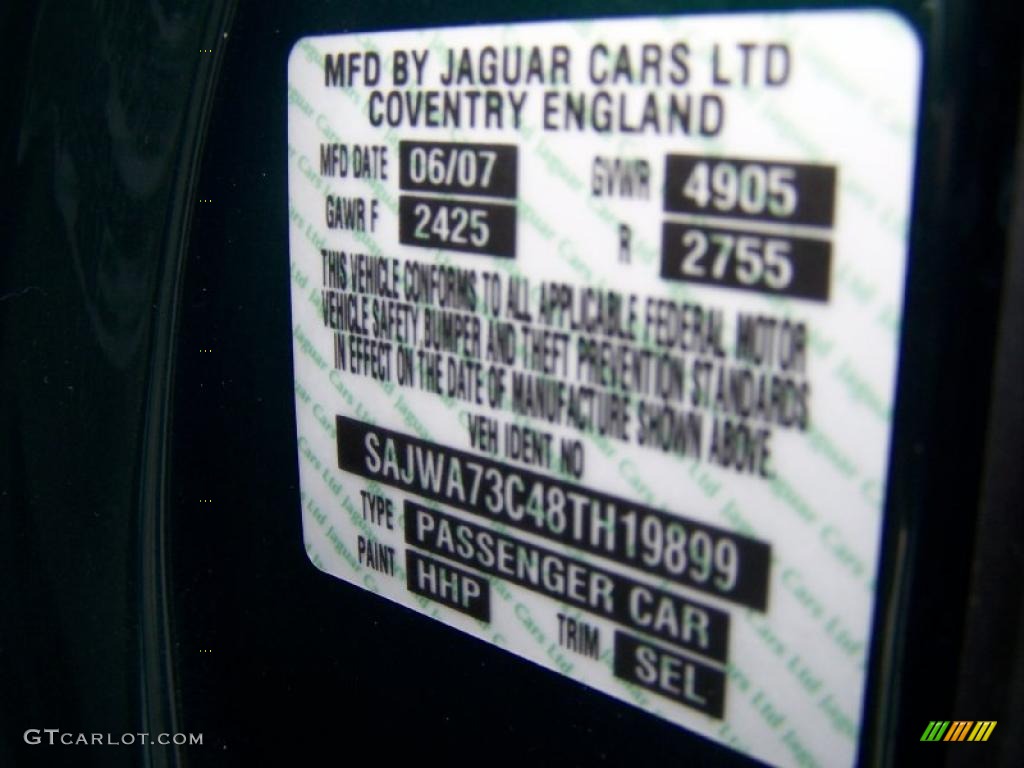 MFD BY JAGUAR CARS LTD
COVENTRY ENGLAND
MFD DATE 06/07 GVWR 4905
GAWR F 2425 R 2755
THIS VEHICLE CONFORMS TO ALL APPLICABLE FEDERAL MOTOR
VEHICLE SAFETY, BUMPER AND THEFT PREVENTION STANDARDS
IN EFFECT ON THE DATE OF MANUFACTURE SHOWN ABOVE.
VEH IDENT NO
SAJWA73C48TH19899
TYPE PASSENGER CAR
PAINT HHP TRIM SEL
GTCARLOT.COM